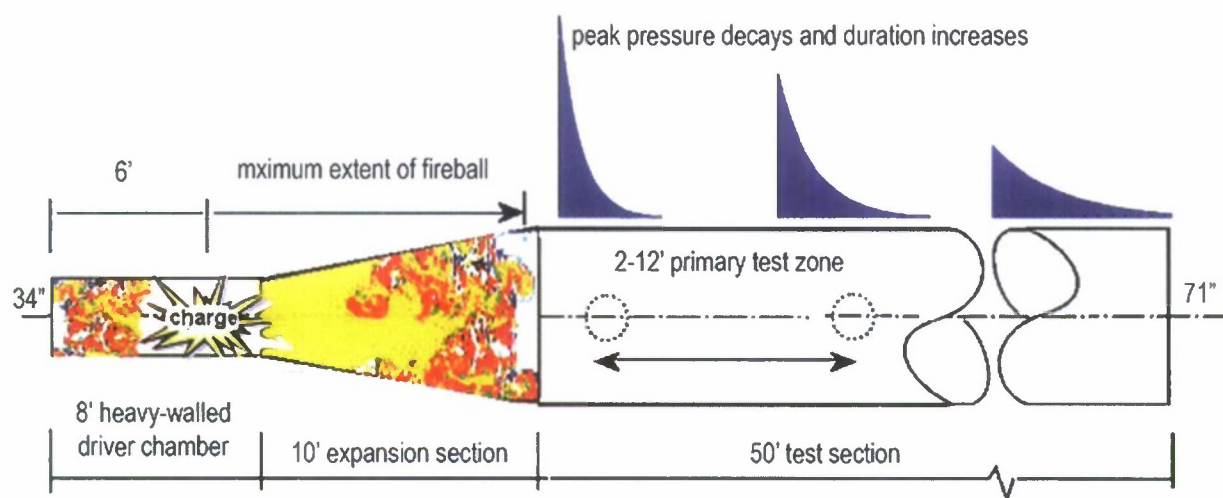 peak pressure decays and duration increases
6'
mximum extent of fireball
2-12' primary test zone
34"
charge
71"
8' heavy-walled
driver chamber
10' expansion section
50' test section